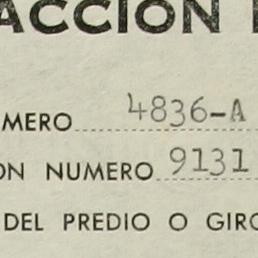 ACCION
MERO 4836-A
ON NUMERO 9131
DEL PREDIO O GIRO